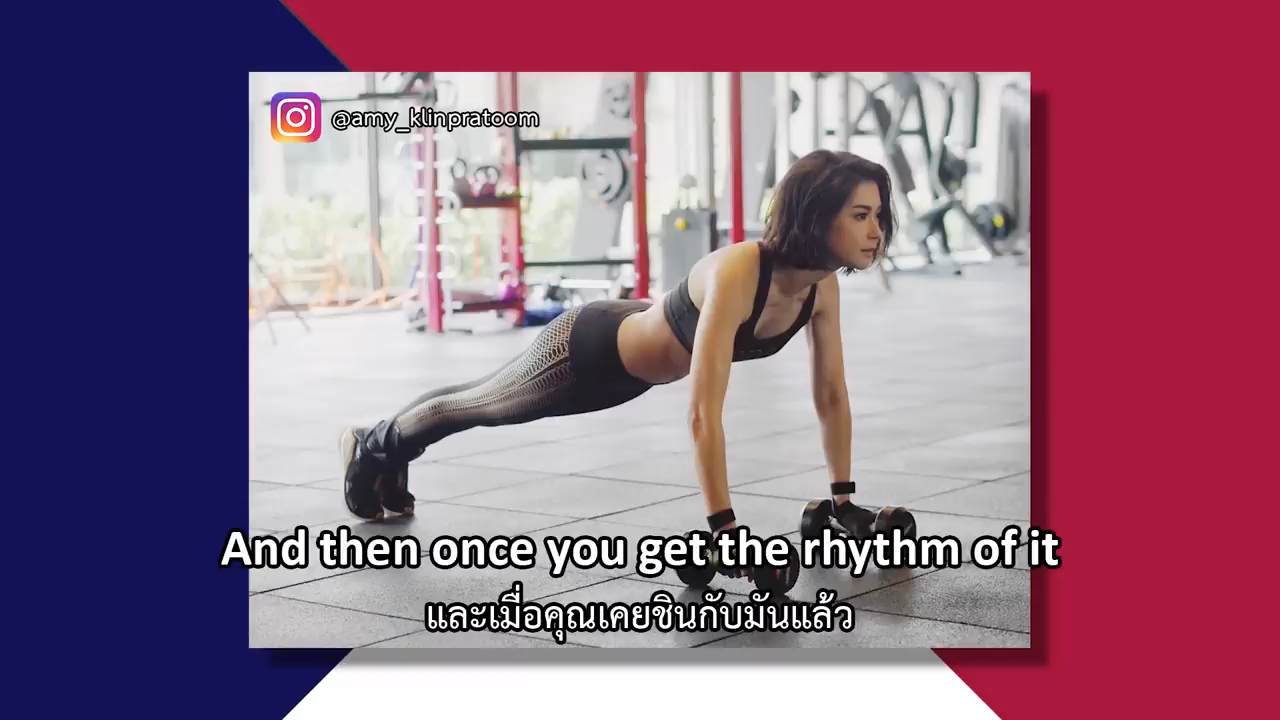 @amy_klinpratoom
And then once you get the rhythm of it
และเมื่อคุณเคยชินกับมันแล้ว